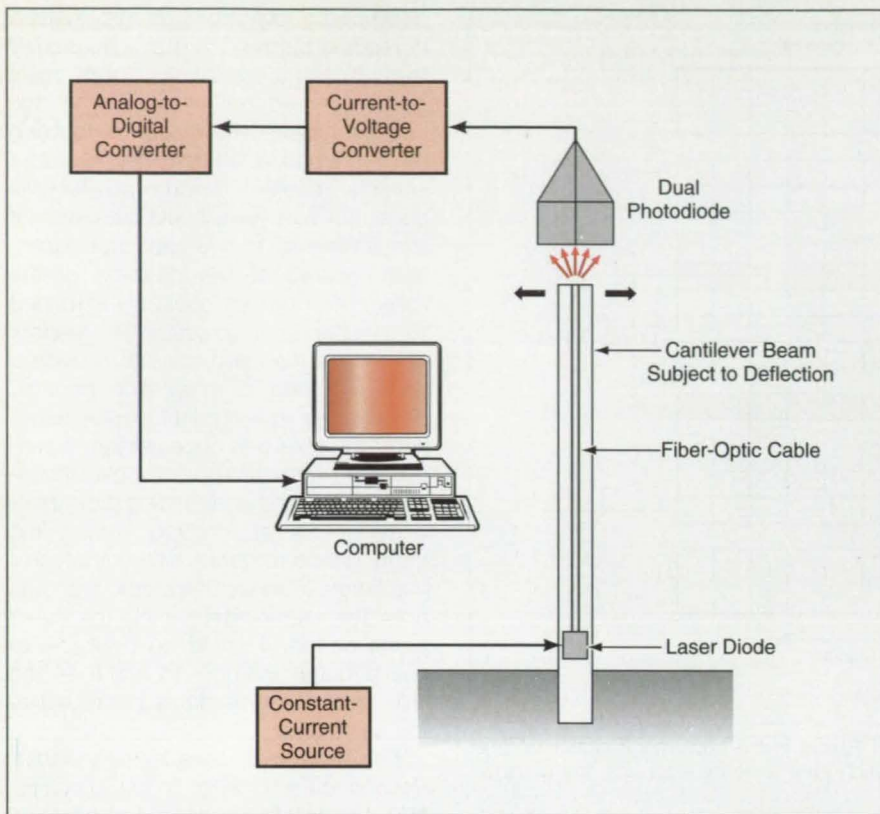 Analog-to-
Digital
Converter
Current-to-
Voltage
Converter
Dual
Photodiode
Cantilever Beam
Subject to Deflection
Fiber-Optic Cable
Computer
Laser Diode
Constant-
Current
Source